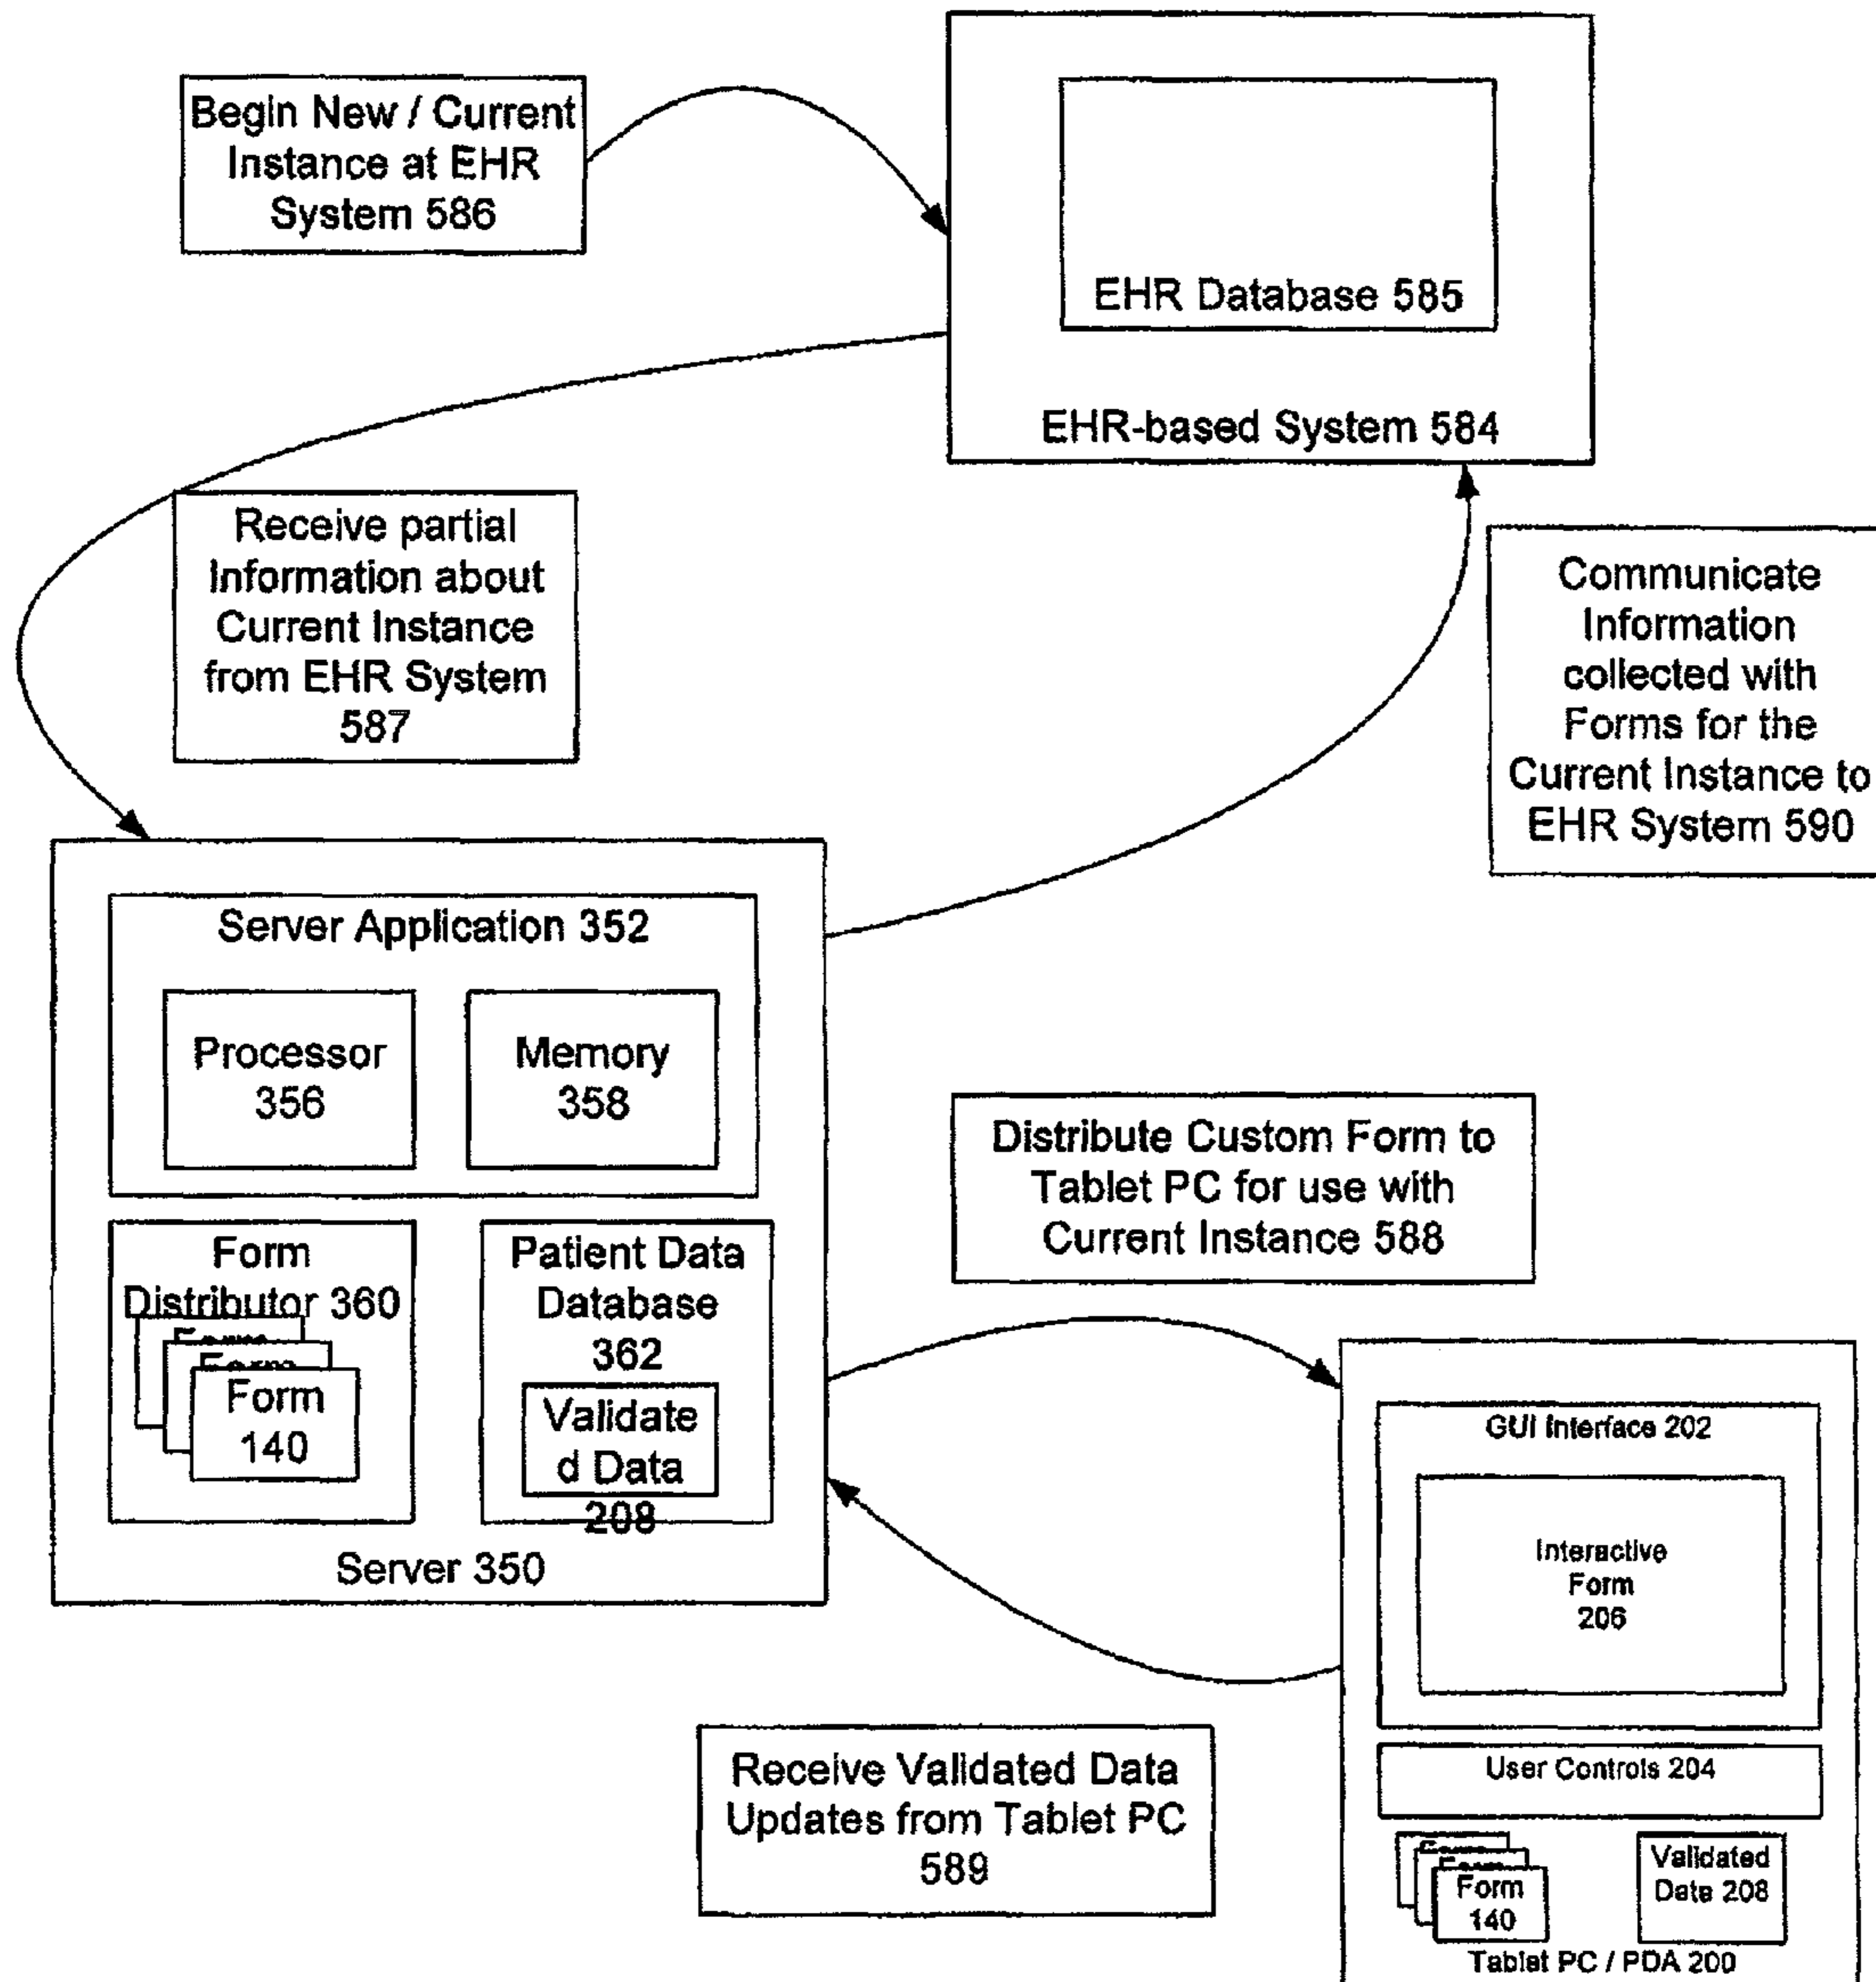 Begin New / Current
Instance at EHR
System 586
EHR Database 585
EHR-based System 584
Receive partial
Information about
Current Instance
from EHR System
587
Communicate
Information
collected with
Forms for the
Current Instance to
EHR System 590
Server Application 352
Processor
356
Memory
358
Distribute Custom Form to
Tablet PC for use with
Current Instance 588
Form
Distributor 360
Form
Form
140
Patient Data
Database
362
Validate
d Data
208
Server 350
GUI Interface 202
Interactive
Form
206
User Controls 204
Form
140
Validated
Data 208
Tablet PC / PDA 200
Receive Validated Data
Updates from Tablet PC
589